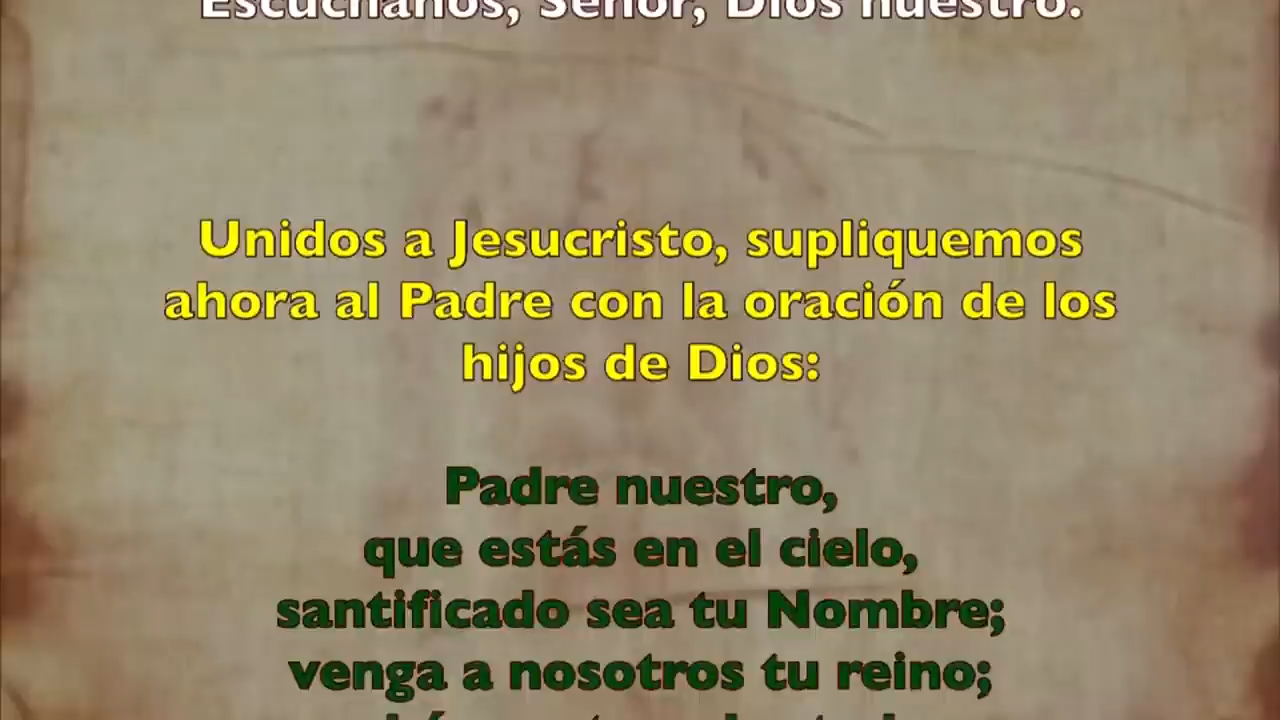 Escúchanos, Señor, Dios nuestro.
Unidos a Jesucristo, supliquemos
ahora al Padre con la oración de los
hijos de Dios:
Padre nuestro,
que estás en el cielo,
santificado sea tu Nombre;
venga a nosotros tu reino;